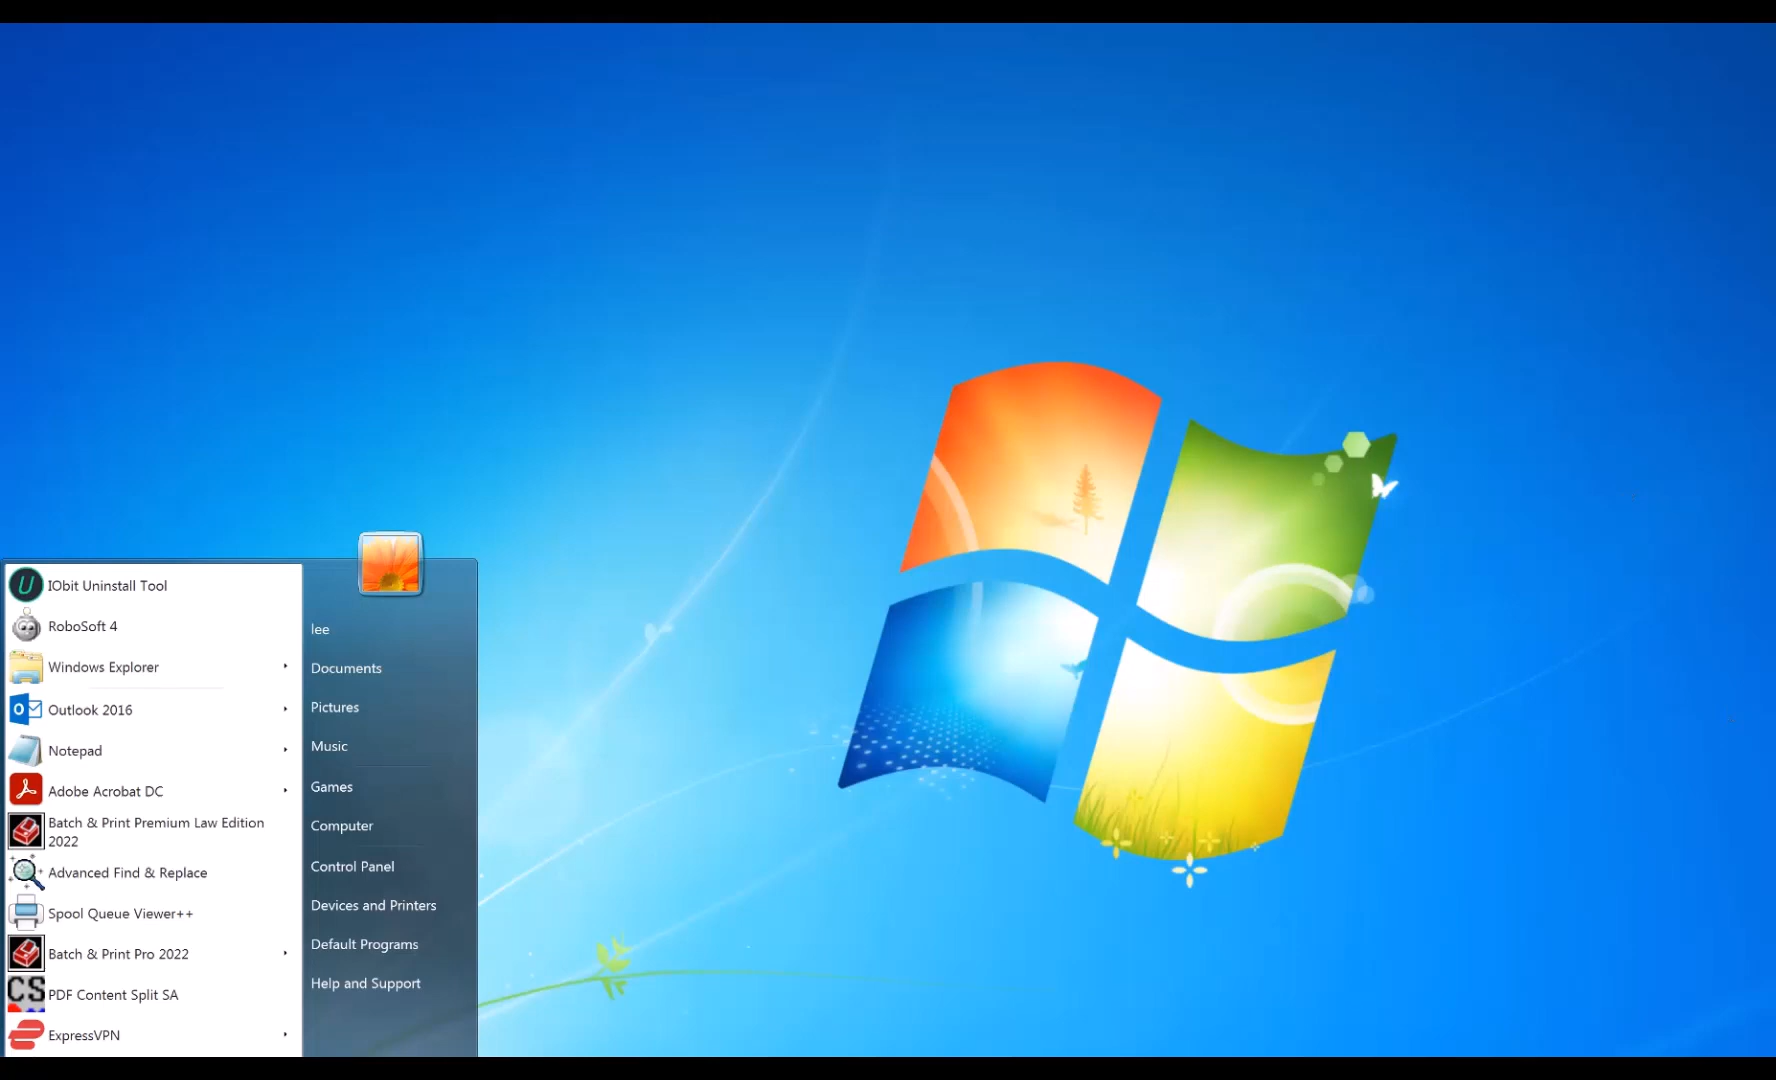 IObit Uninstall Tool
RoboSoft 4
Windows Explorer
Outlook 2016
Notepad
Adobe Acrobat DC
Batch & Print Premium Law Edition
2022
Advanced Find & Replace
Spool Queue Viewer++
Batch & Print Pro 2022
CS PDF Content Split SA
ExpressVPN
lee
Documents
Pictures
Music
Games
Computer
Control Panel
Devices and Printers
Default Programs
Help and Support